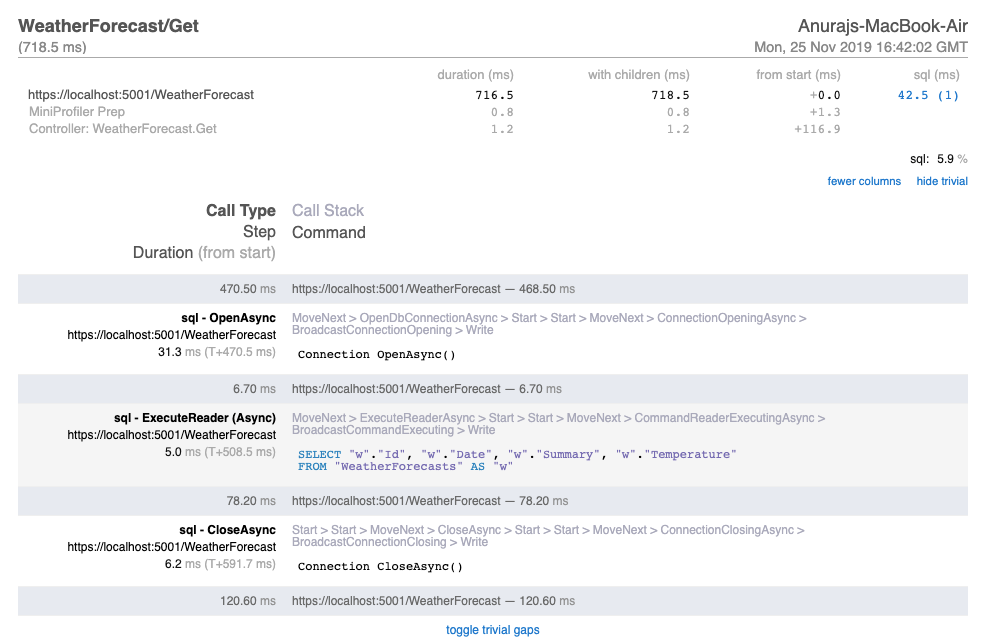 WeatherForecast/Get Anurajs-MacBook-Air
(718.5 ms) Mon, 25 Nov 2019 16:42:02 GMT
duration (ms) with children (ms) from start (ms) sql (ms)
https://localhost:5001/WeatherForecast 716.5 718.5 +0.0 42.5 (1)
MiniProfiler Prep 0.8 0.8 +1.3
Controller: WeatherForecast.Get 1.2 1.2 +116.9
sql: 5.9 %
fewer columns hide trivial
Call Type Call Stack
Step Command
Duration (from start)
470.50 ms https://localhost:5001/WeatherForecast — 468.50 ms
sql - OpenAsync MoveNext > OpenDbConnectionAsync > Start > Start > MoveNext > ConnectionOpeningAsync >
https://localhost:5001/WeatherForecast BroadcastConnectionOpening > Write
31.3 ms (T+470.5 ms) Connection OpenAsync()
6.70 ms https://localhost:5001/WeatherForecast — 6.70 ms
sql - ExecuteReader (Async) MoveNext > ExecuteReaderAsync > Start > Start > MoveNext > CommandReaderExecutingAsync >
https://localhost:5001/WeatherForecast BroadcastCommandExecuting > Write
5.0 ms (T+508.5 ms) SELECT "w"."Id", "w"."Date", "w"."Summary", "w"."Temperature"
FROM "WeatherForecasts" AS "w"
78.20 ms https://localhost:5001/WeatherForecast — 78.20 ms
sql - CloseAsync Start > Start > MoveNext > CloseAsync > Start > Start > MoveNext > ConnectionClosingAsync >
https://localhost:5001/WeatherForecast BroadcastConnectionClosing > Write
6.2 ms (T+591.7 ms) Connection CloseAsync()
120.60 ms https://localhost:5001/WeatherForecast — 120.60 ms
toggle trivial gaps